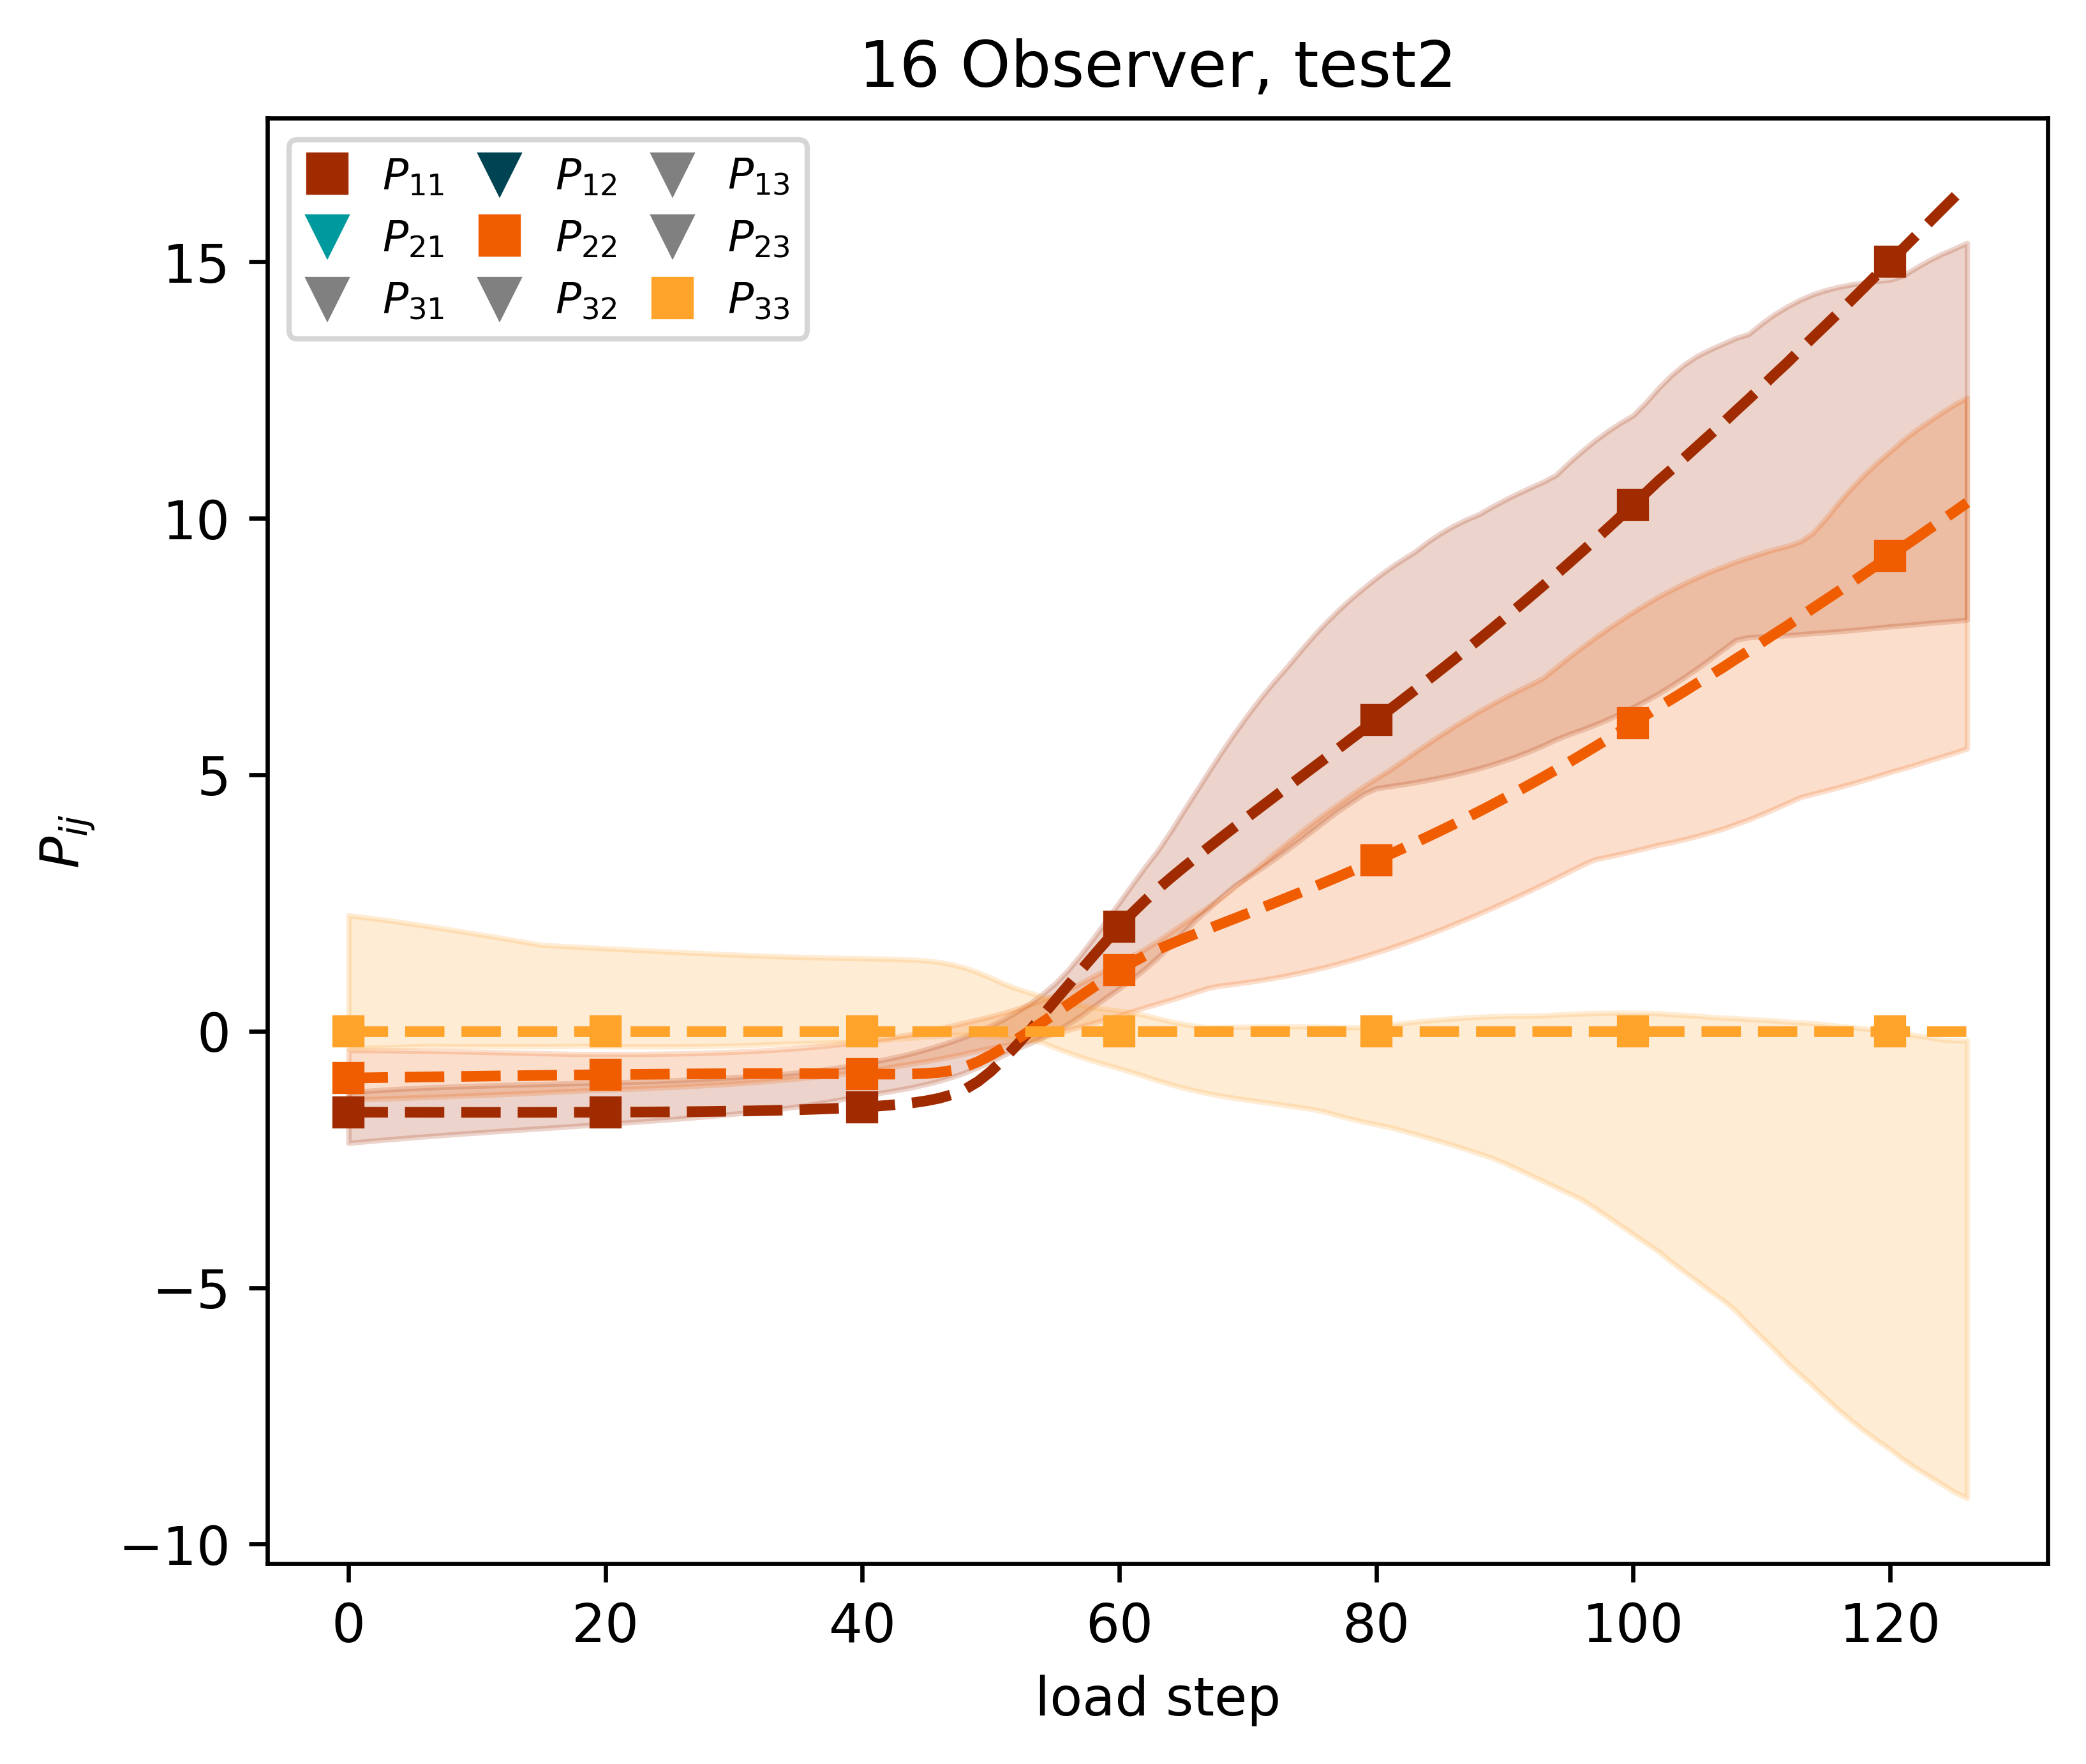 16 Observer, test2
P11 P12 P13
P21 P22 P23
P31 P32 P33
15
10
5
0
−5
−10
Pij
0 20 40 60 80 100 120
load step